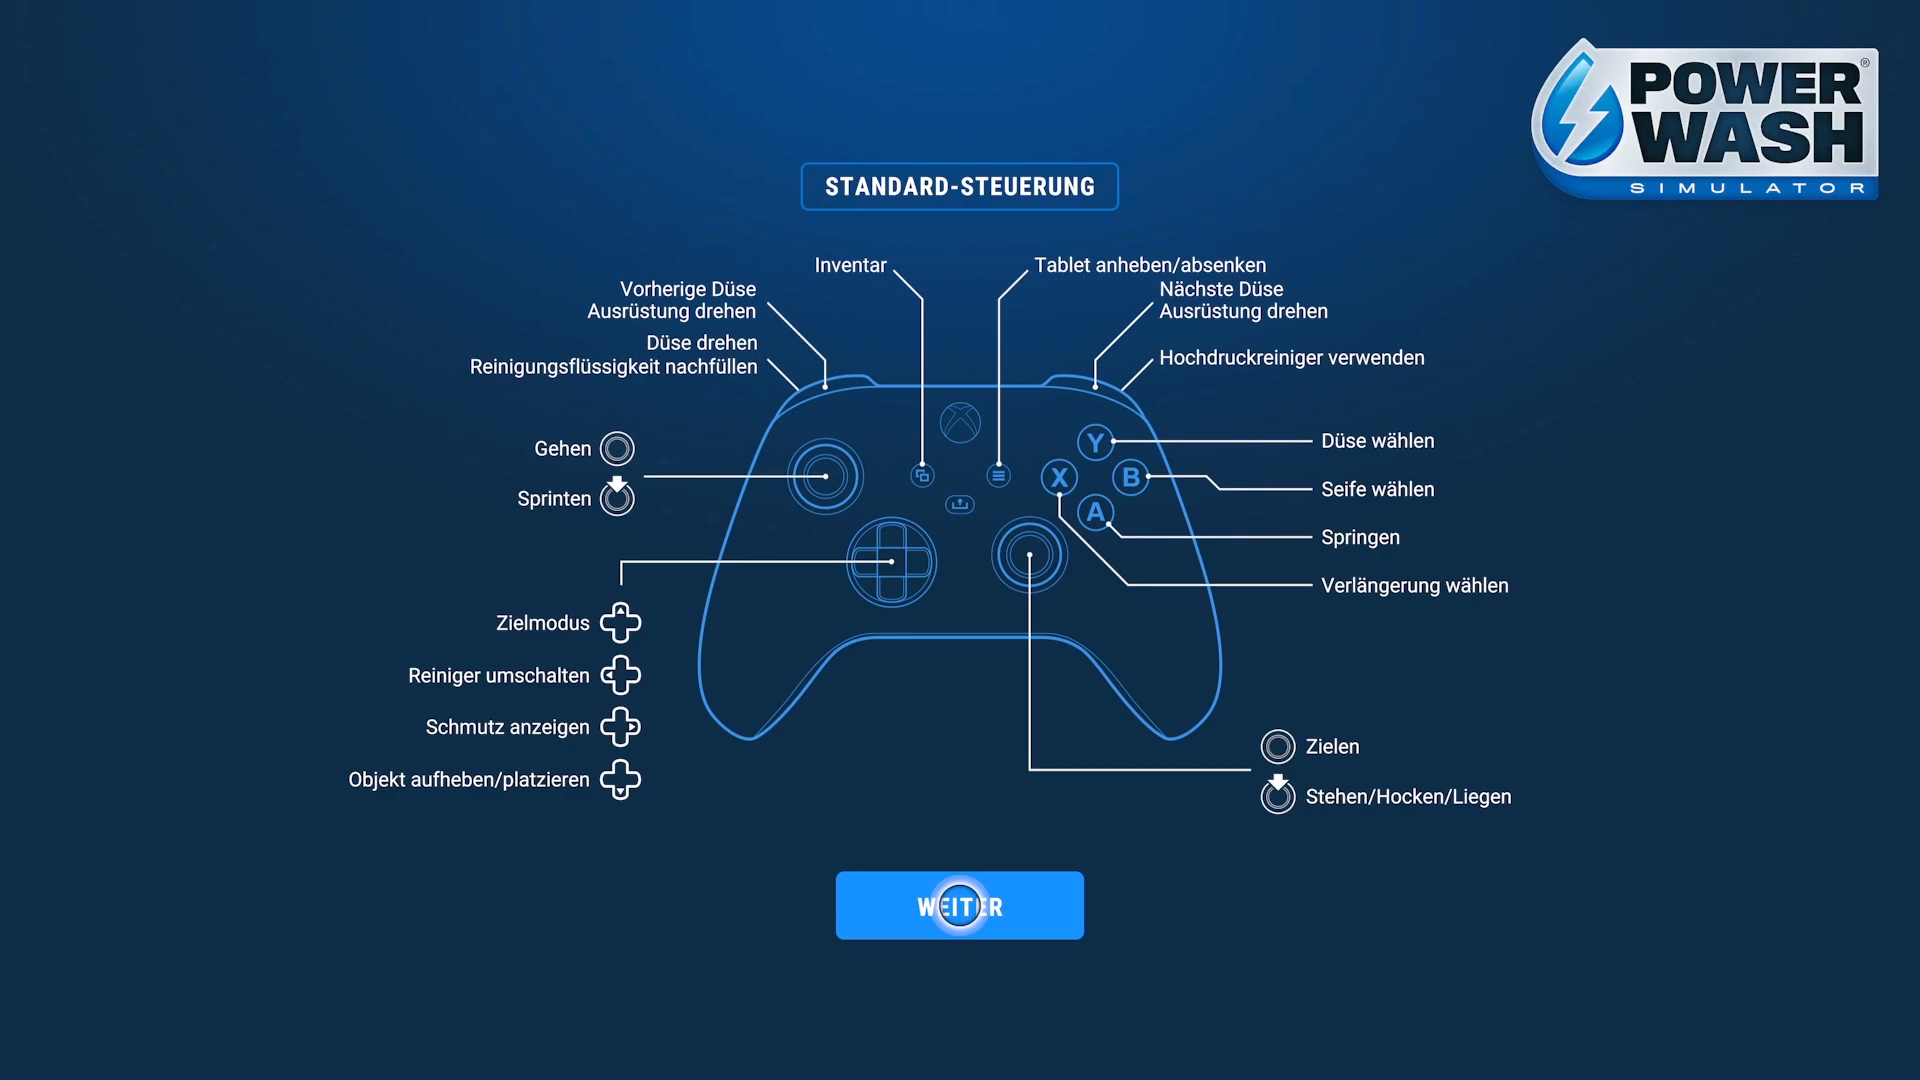 POWER®
WASH
SIMULATOR
STANDARD-STEUERUNG
Inventar
Tablet anheben/absenken
Vorherige Düse
Ausrüstung drehen
Nächste Düse
Ausrüstung drehen
Düse drehen
Reinigungsflüssigkeit nachfüllen
Hochdruckreiniger verwenden
Gehen
Sprinten
Y
X
B
A
Düse wählen
Seife wählen
Springen
Verlängerung wählen
Zielmodus
Reiniger umschalten
Schmutz anzeigen
Objekt aufheben/platzieren
Zielen
Stehen/Hocken/Liegen
WEITER